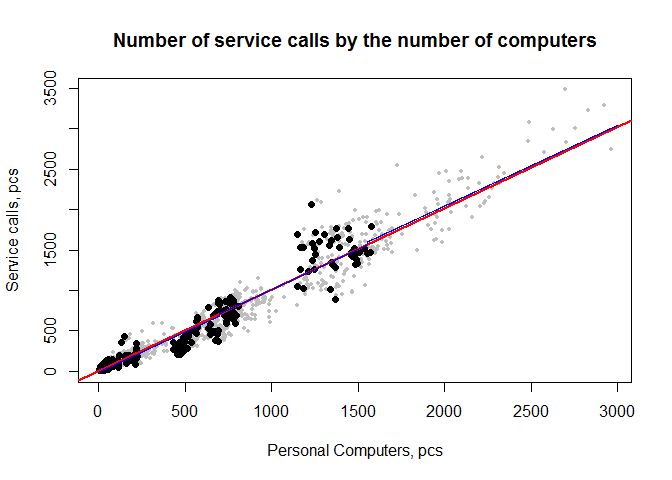 Number of service calls by the number of computers
Service calls, pcs
3500
2500
1500
500
0
0 500 1000 1500 2000 2500 3000
Personal Computers, pcs